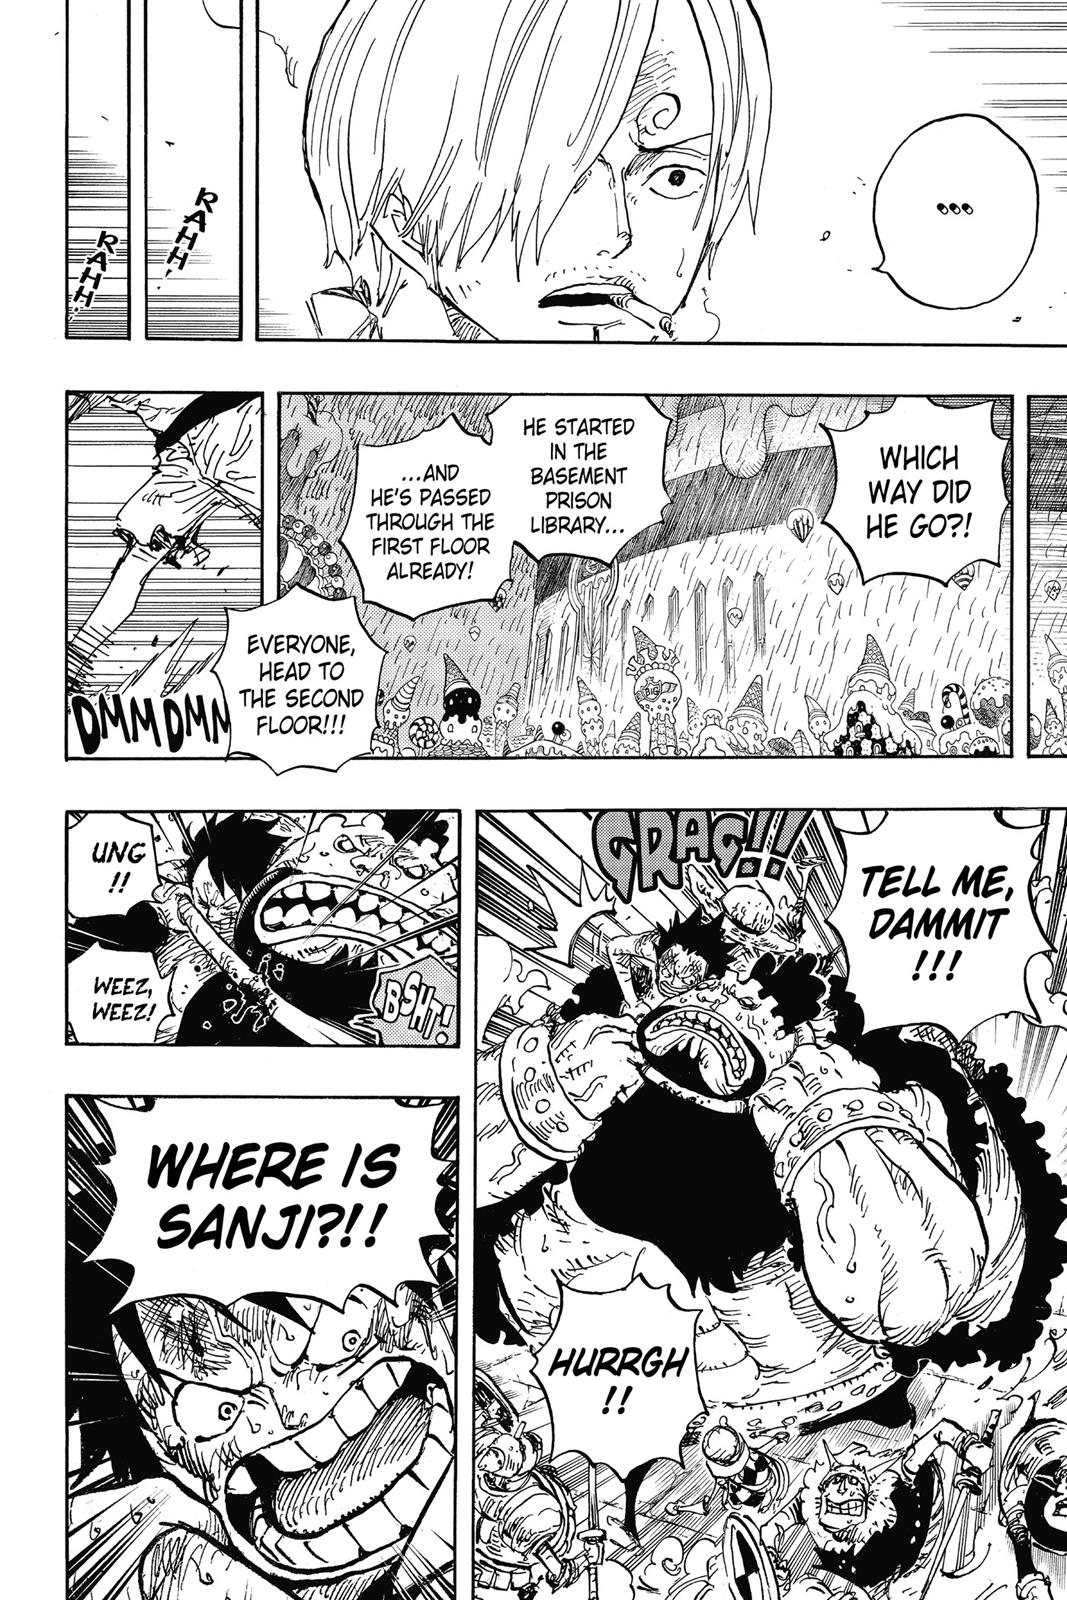 ...
RAHH!
RAHH!
WHICH
WAY DID
HE GO?!
HE STARTED
IN THE
BASEMENT
PRISON
LIBRARY...
...AND
HE'S PASSED
THROUGH THE
FIRST FLOOR
ALREADY!
EVERYONE,
HEAD TO
THE SECOND
FLOOR!!!
DMM DMM
GRAG!!
TELL ME,
DAMMIT
!!!
HURRGH
!!
UNG
!!
WEEZ,
WEEZ!
BSHT!
WHERE IS
SANJI?!!